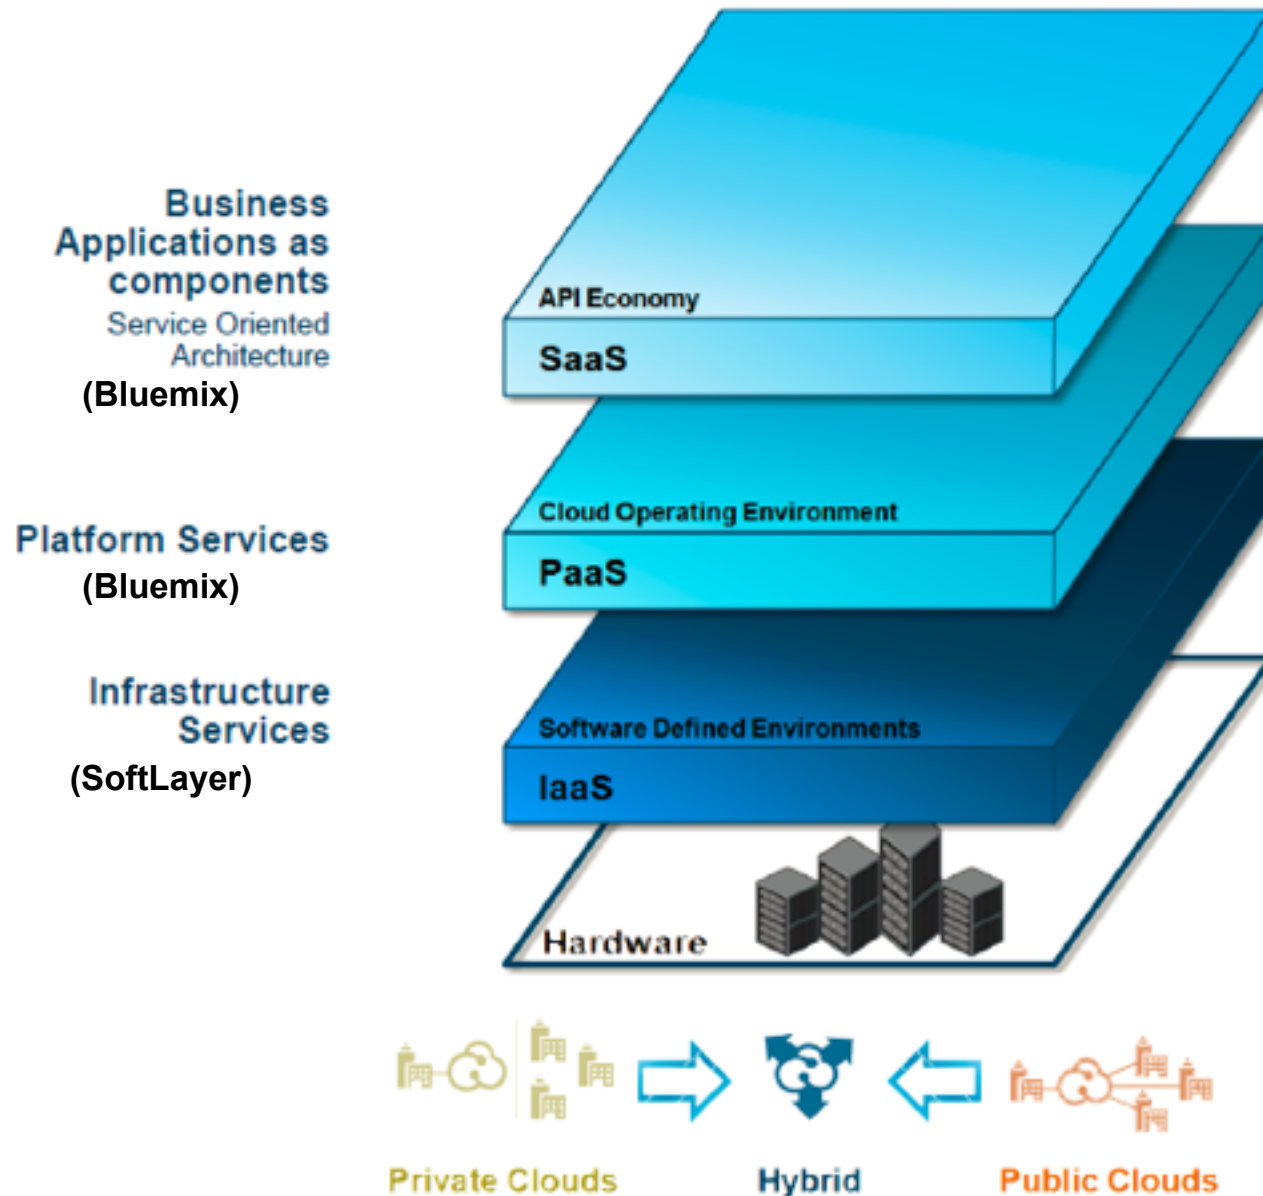 Business
Applications as
components
Service Oriented
Architecture
(Bluemix)
API Economy
SaaS
Platform Services
(Bluemix)
Cloud Operating Environment
PaaS
Infrastructure
Services
(SoftLayer)
Software Defined Environments
IaaS
Hardware
Private Clouds
Hybrid
Public Clouds